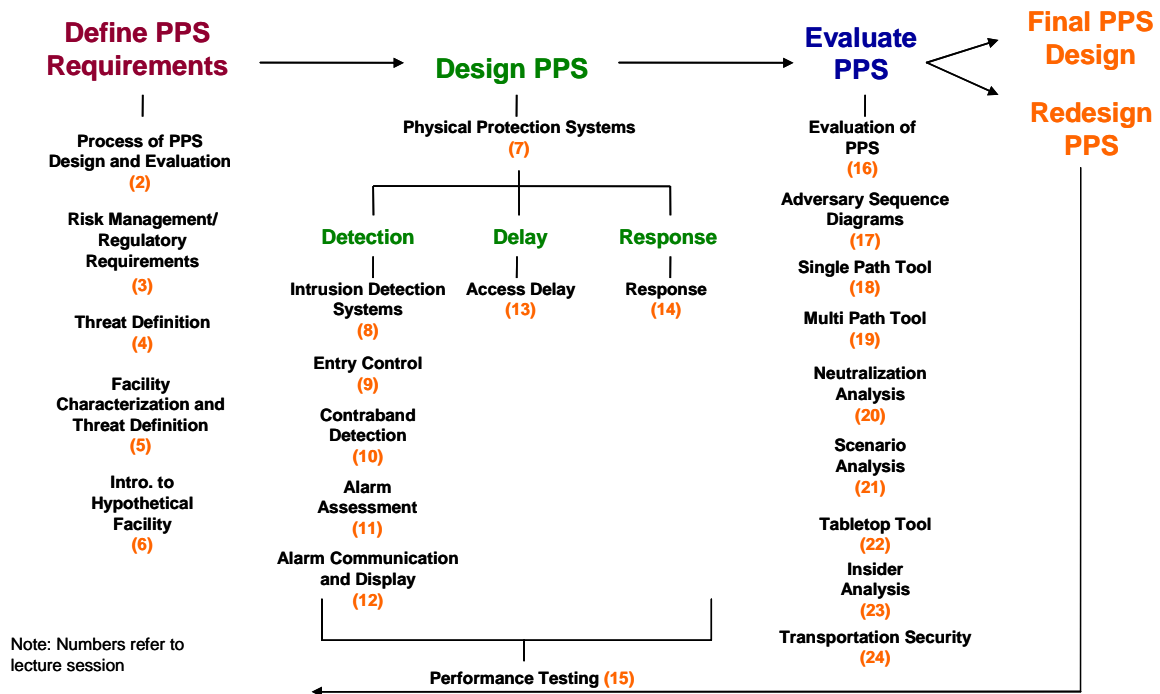 Define PPS
Requirements
Process of PPS
Design and Evaluation
(2)
Risk Management/
Regulatory
Requirements
(3)
Threat Definition
(4)
Facility
Characterization and
Threat Definition
(5)
Intro. to
Hypothetical
Facility
(6)
Note: Numbers refer to
lecture session
Design PPS
Physical Protection Systems
(7)
Detection
Intrusion Detection
Systems
(8)
Entry Control
(9)
Contraband
Detection
(10)
Alarm
Assessment
(11)
Alarm Communication
and Display
(12)
Delay
Access Delay
(13)
Response
Response
(14)
Performance Testing (15)
Evaluate
PPS
Evaluation of
PPS
(16)
Adversary Sequence
Diagrams
(17)
Single Path Tool
(18)
Multi Path Tool
(19)
Neutralization
Analysis
(20)
Scenario
Analysis
(21)
Tabletop Tool
(22)
Insider
Analysis
(23)
Transportation Security
(24)
Final PPS
Design
Redesign
PPS